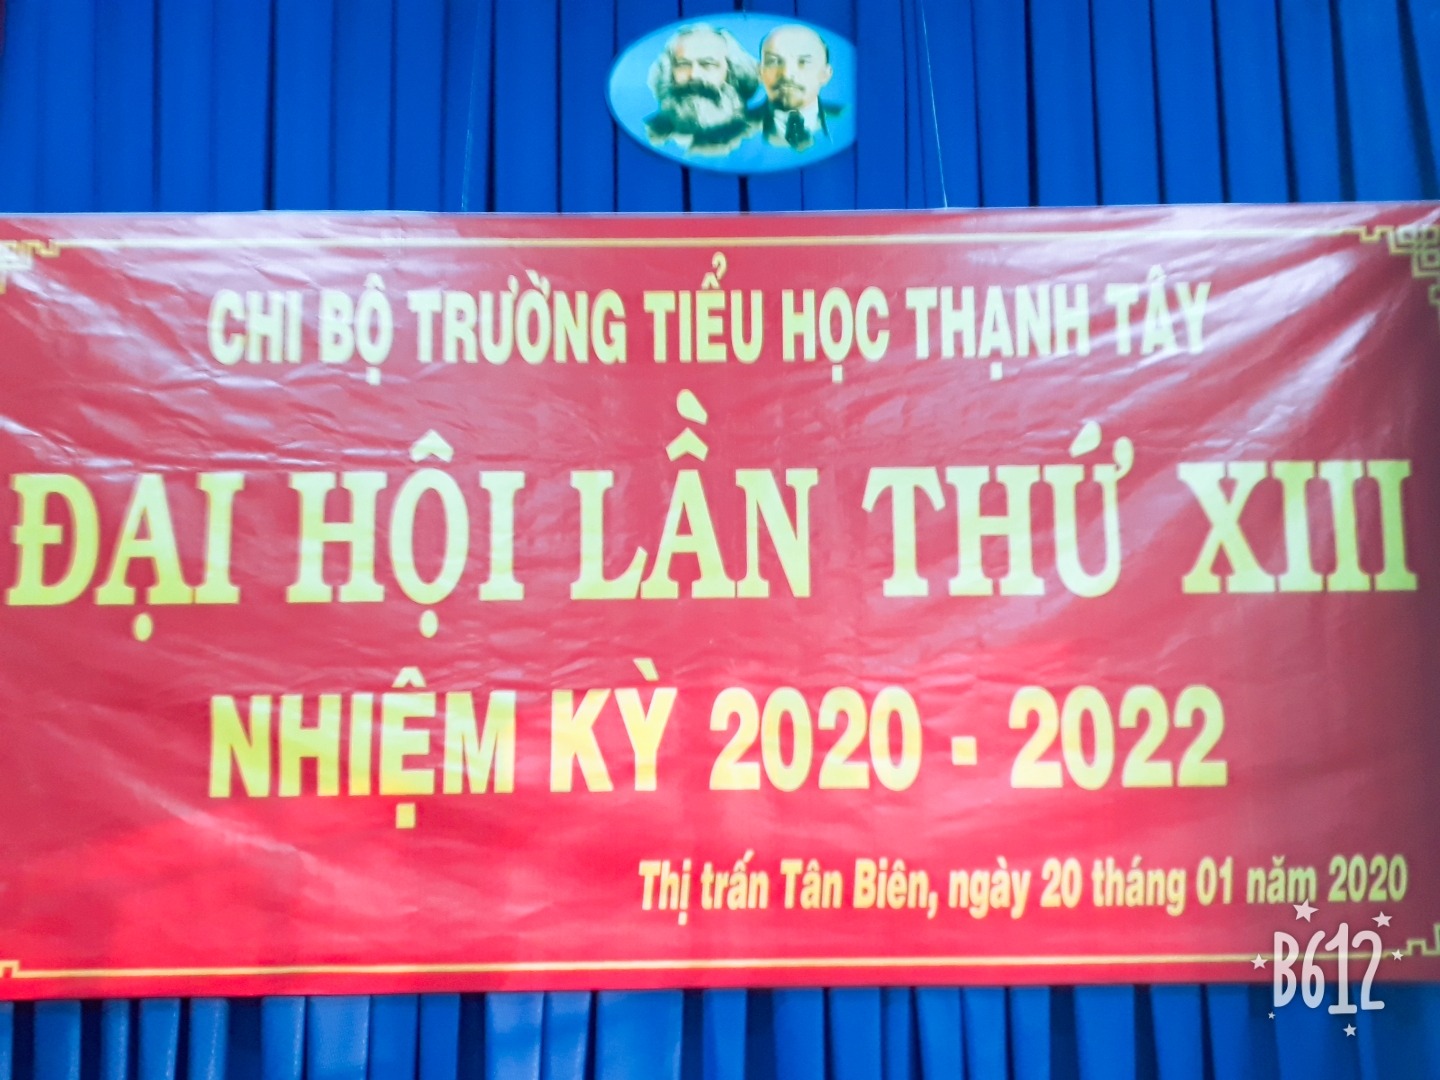 CHI BỘ TRƯỜNG TIỂU HỌC THẠNH TÂY
ĐẠI HỘI LẦN THỨ XIII
NHIỆM KỲ 2020 - 2022
Thị trấn Tân Biên, ngày 20 tháng 01 năm 2020
B612